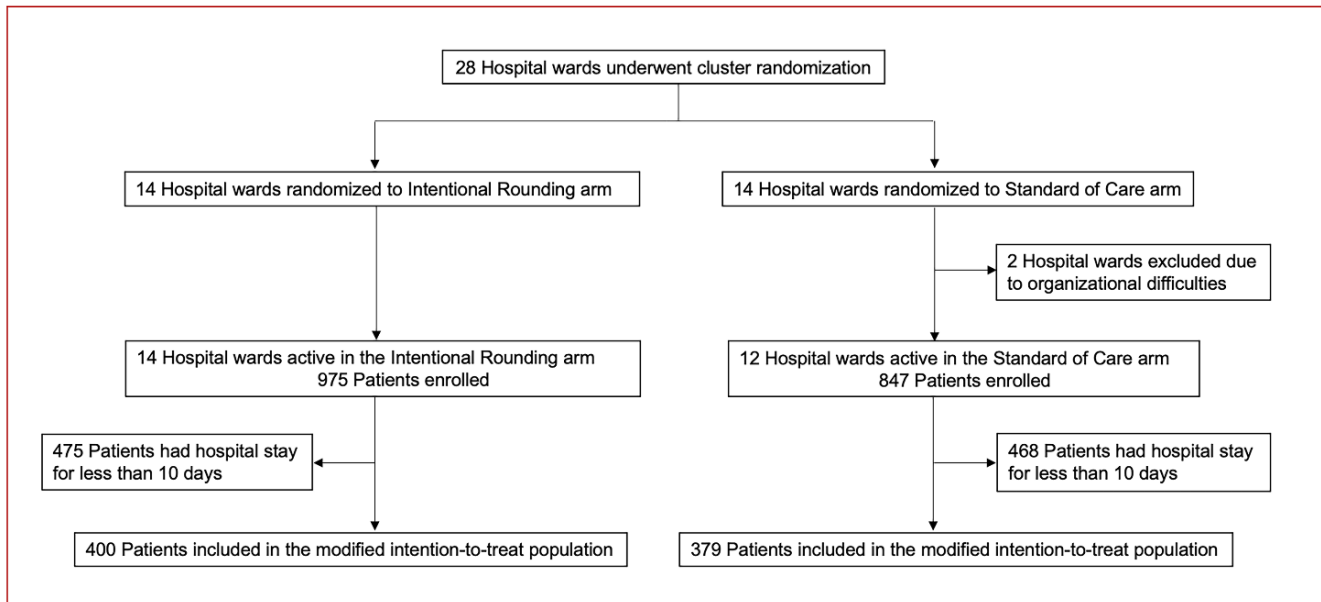 28 Hospital wards underwent cluster randomization
14 Hospital wards randomized to Intentional Rounding arm
14 Hospital wards randomized to Standard of Care arm
2 Hospital wards excluded due
to organizational difficulties
14 Hospital wards active in the Intentional Rounding arm
975 Patients enrolled
12 Hospital wards active in the Standard of Care arm
847 Patients enrolled
475 Patients had hospital stay
for less than 10 days
468 Patients had hospital stay
for less than 10 days
400 Patients included in the modified intention-to-treat population
379 Patients included in the modified intention-to-treat population